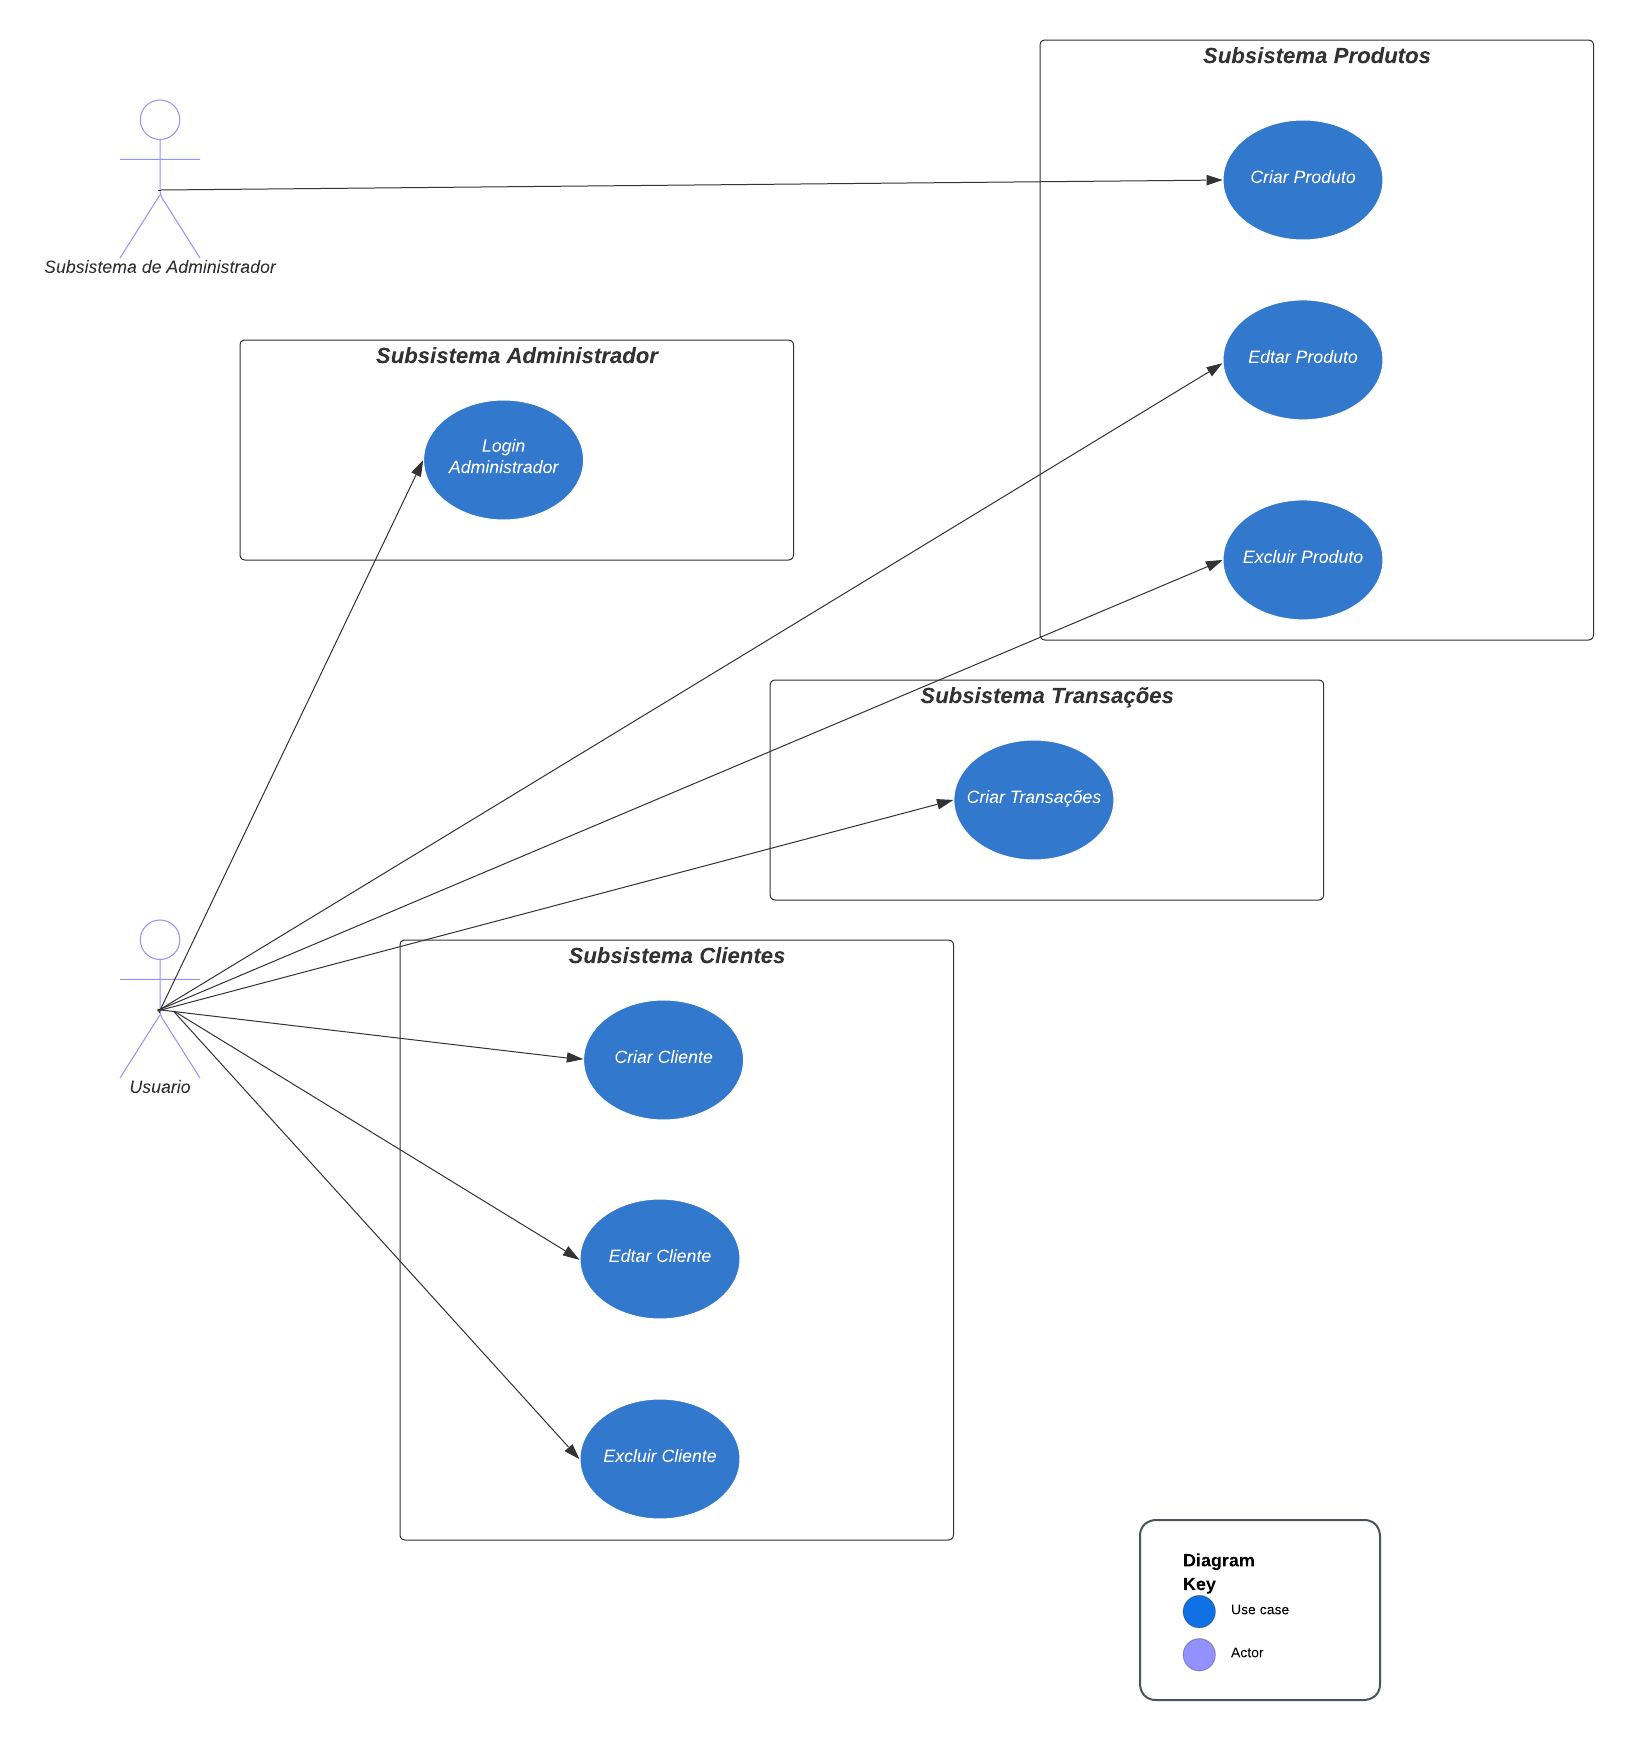 Subsistema Produtos
Criar Produto
Subsistema de Administrador
Subsistema Administrador
Edtar Produto
Login
Administrador
Excluir Produto
Subsistema Transações
Criar Transações
Subsistema Clientes
Criar Cliente
Usuario
Edtar Cliente
Excluir Cliente
Diagram
Key
Use case
Actor